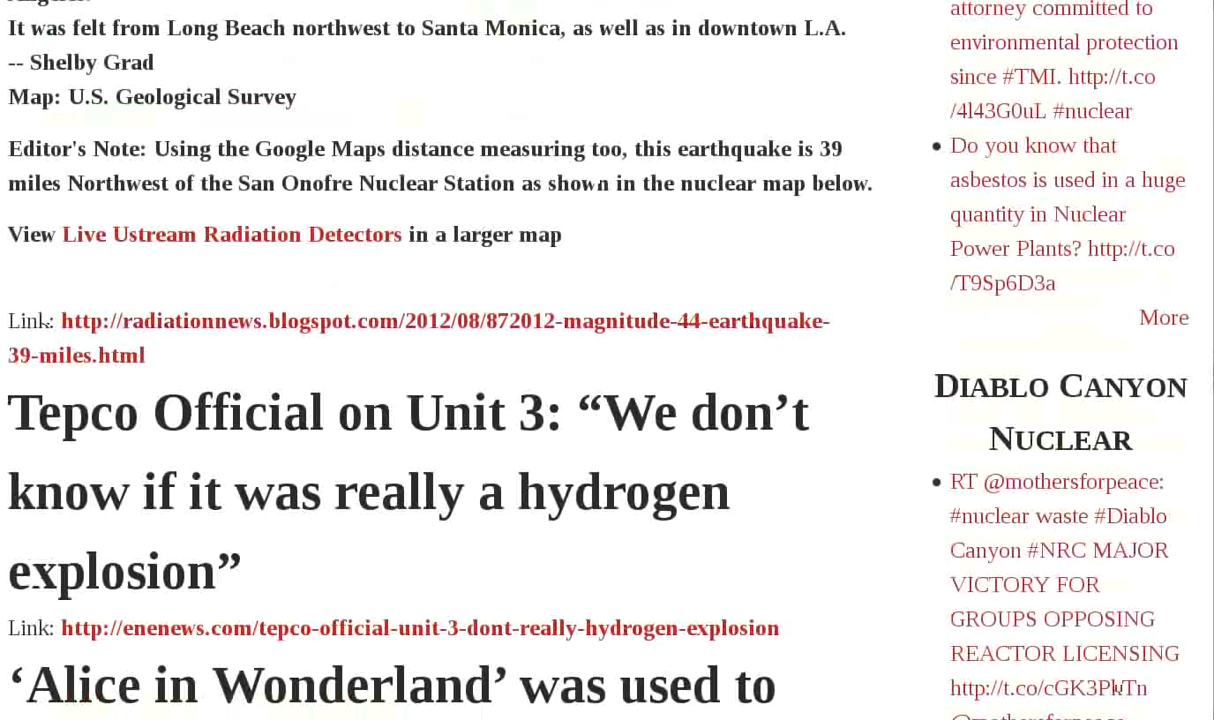 It was felt from Long Beach northwest to Santa Monica, as well as in downtown L.A.
-- Shelby Grad
Map: U.S. Geological Survey
Editor's Note: Using the Google Maps distance measuring too, this earthquake is 39
miles Northwest of the San Onofre Nuclear Station as shown in the nuclear map below.
View Live Ustream Radiation Detectors in a larger map
Link: http://radiationnews.blogspot.com/2012/08/872012-magnitude-44-earthquake-
39-miles.html
Tepco Official on Unit 3: “We don’t
know if it was really a hydrogen
explosion”
Link: http://enenews.com/tepco-official-unit-3-dont-really-hydrogen-explosion
‘Alice in Wonderland’ was used to
attorney committed to
environmental protection
since #TMI. http://t.co
/4l43G0uL #nuclear
• Do you know that
asbestos is used in a huge
quantity in Nuclear
Power Plants? http://t.co
/T9Sp6D3a
More
DIABLO CANYON
NUCLEAR
• RT @mothersforpeace:
#nuclear waste #Diablo
Canyon #NRC MAJOR
VICTORY FOR
GROUPS OPPOSING
REACTOR LICENSING
http://t.co/cGK3PkTn
@mothersforpeace